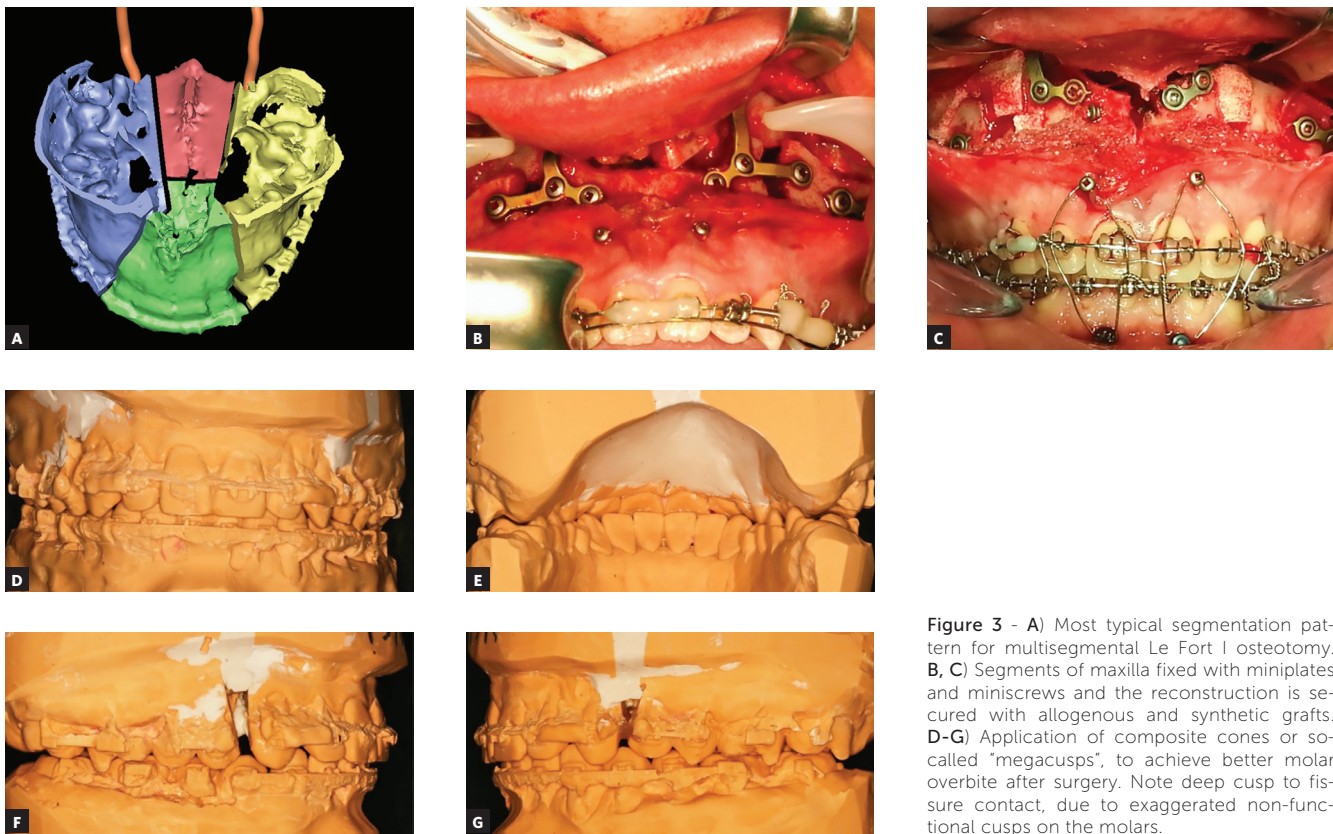 A
B
C
D
E
F
G
Figure 3 - A) Most typical segmentation pat-
tern for multisegmental Le Fort I osteotomy.
B, C) Segments of maxilla fixed with miniplates
and miniscrews and the reconstruction is se-
cured with allogenous and synthetic grafts.
D-G) Application of composite cones or so-
called "megacusps", to achieve better molar
overbite after surgery. Note deep cusp to fis-
sure contact, due to exaggerated non-func-
tional cusps on the molars.